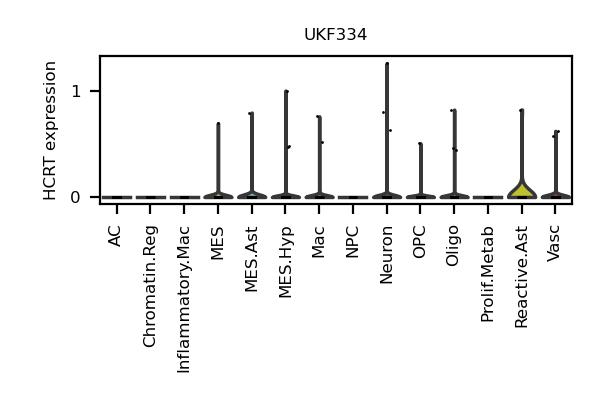 UKF334
HCRT expression
1
0
AC
Chromatin.Reg
Inflammatory.Mac
MES
MES.Ast
MES.Hyp
Mac
NPC
Neuron
OPC
Oligo
Prolif.Metab
Reactive.Ast
Vasc